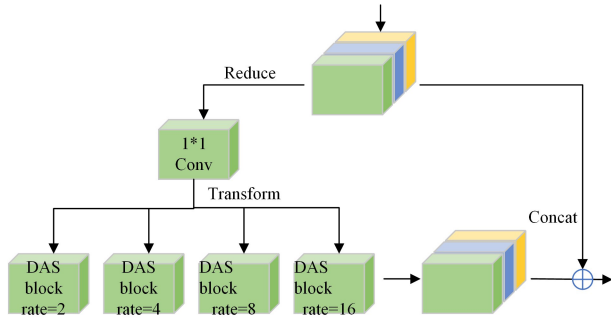 Reduce
1*1
Conv
Transform
Concat
DAS
block
rate=2
DAS
block
rate=4
DAS
block
rate=8
DAS
block
rate=16